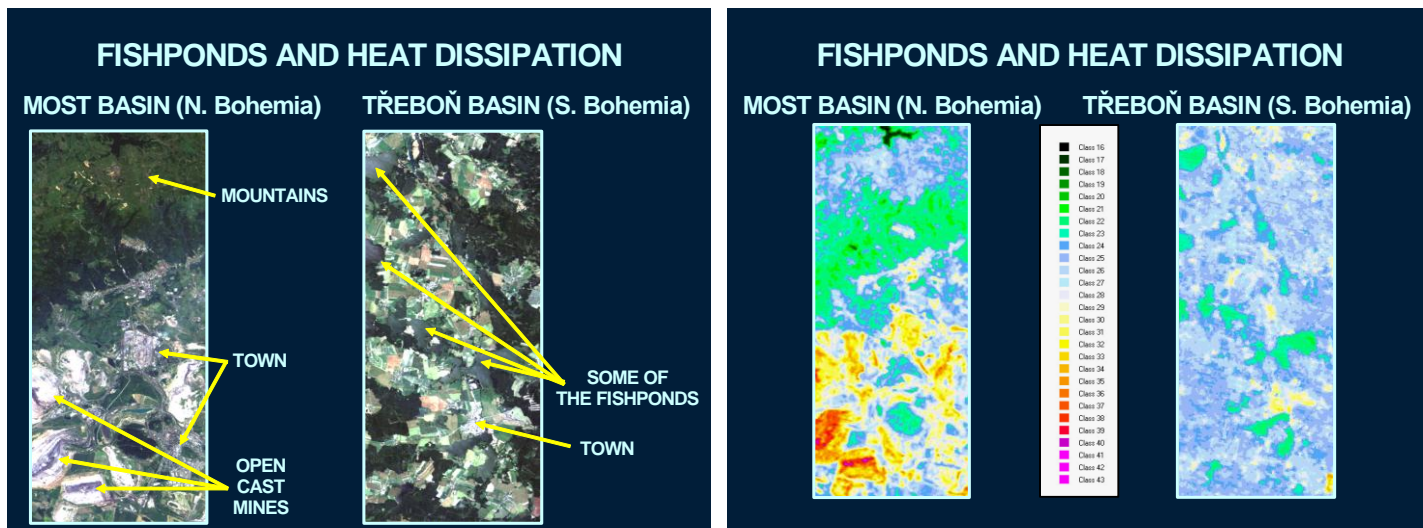 FISHPONDS AND HEAT DISSIPATION
MOST BASIN (N. Bohemia)
TŘEBOŇ BASIN (S. Bohemia)
MOUNTAINS
TOWN
OPEN
CAST
MINES
SOME OF
THE FISHPONDS
TOWN
FISHPONDS AND HEAT DISSIPATION
MOST BASIN (N. Bohemia)
TŘEBOŇ BASIN (S. Bohemia)
Class 16
Class 17
Class 18
Class 19
Class 20
Class 21
Class 22
Class 23
Class 24
Class 25
Class 26
Class 27
Class 28
Class 29
Class 30
Class 31
Class 32
Class 33
Class 34
Class 35
Class 36
Class 37
Class 38
Class 39
Class 40
Class 41
Class 42
Class 43